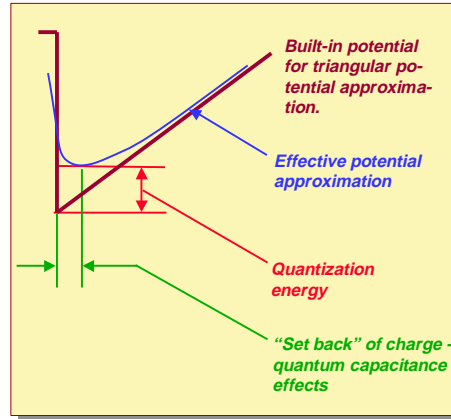 Built-in potential
for triangular po-
tential approxima-
tion.
Effective potential
approximation
Quantization
energy
“Set back” of charge -
quantum capacitance
effects